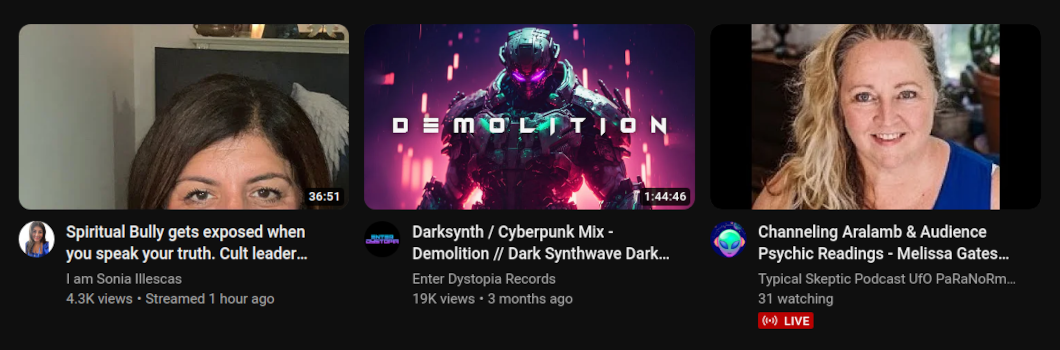 36:51
Spiritual Bully gets exposed when
you speak your truth. Cult leader...
I am Sonia Illescas
4.3K views • Streamed 1 hour ago
DEMOLITION
1:44:46
ENTER
DYSTOPIA
Darksynth / Cyberpunk Mix -
Demolition // Dark Synthwave Dark...
Enter Dystopia Records
19K views • 3 months ago
Channeling Aralamb & Audience
Psychic Readings - Melissa Gates...
Typical Skeptic Podcast UfO PaRaNoRm...
31 watching
LIVE